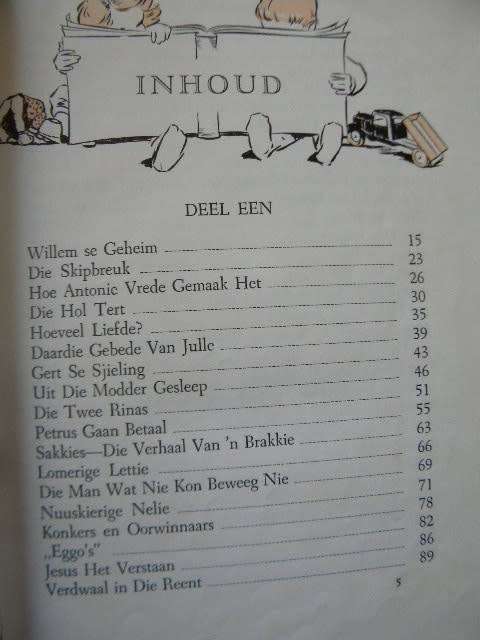 INHOUD
DEEL EEN
Willem se Geheim 15
Die Skipbreuk 23
Hoe Antonie Vrede Gemaak Het 26
Die Hol Tert 30
Hoeveel Liefde? 35
Daardie Gebede Van Julle 39
Gert Se Sjieling 43
Uit Die Modder Gesleep 46
Die Twee Rinas 51
Petrus Gaan Betaal 55
Sakkies—Die Verhaal Van 'n Brakkie 63
Lomerige Lettie 66
Die Man Wat Nie Kon Beweeg Nie 69
Nuuskierige Nelie 71
Konkers en Oorwinnaars 78
„Eggo's” 82
Jesus Het Verstaan 86
Verdwaal in Die Reent 89
5